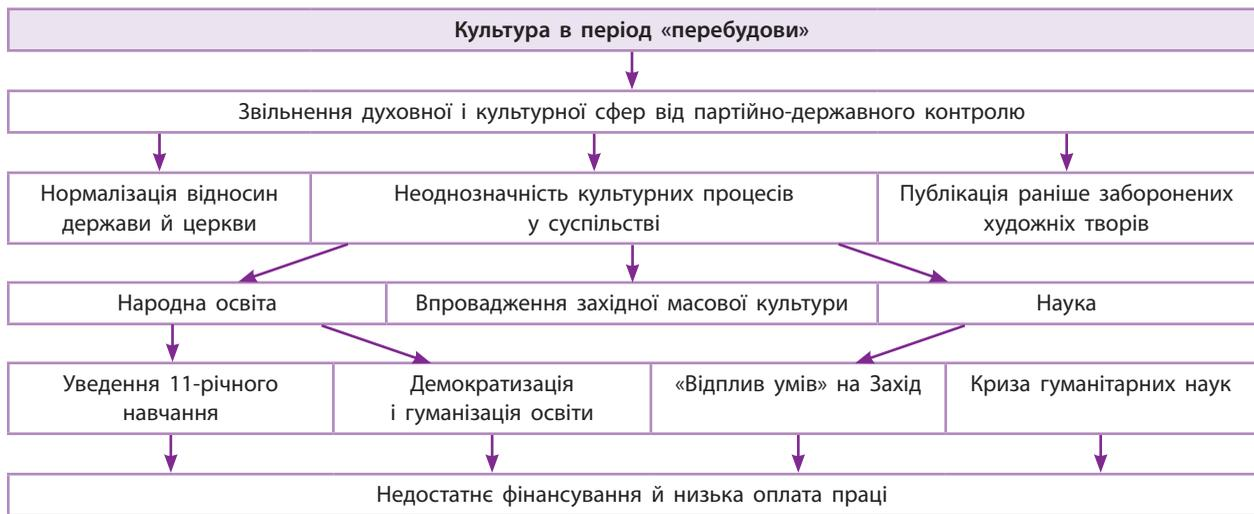 Культура в період «перебудови»
Звільнення духовної і культурної сфер від партійно-державного контролю
Нормалізація відносин
держави й церкви
Неоднозначність культурних процесів
у суспільстві
Публікація раніше заборонених
художніх творів
Народна освіта
Впровадження західної масової культури
Наука
Уведення 11-річного
навчання
Демократизація
і гуманізація освіти
«Відплив умів» на Захід
Криза гуманітарних наук
Недостатнє фінансування й низька оплата праці